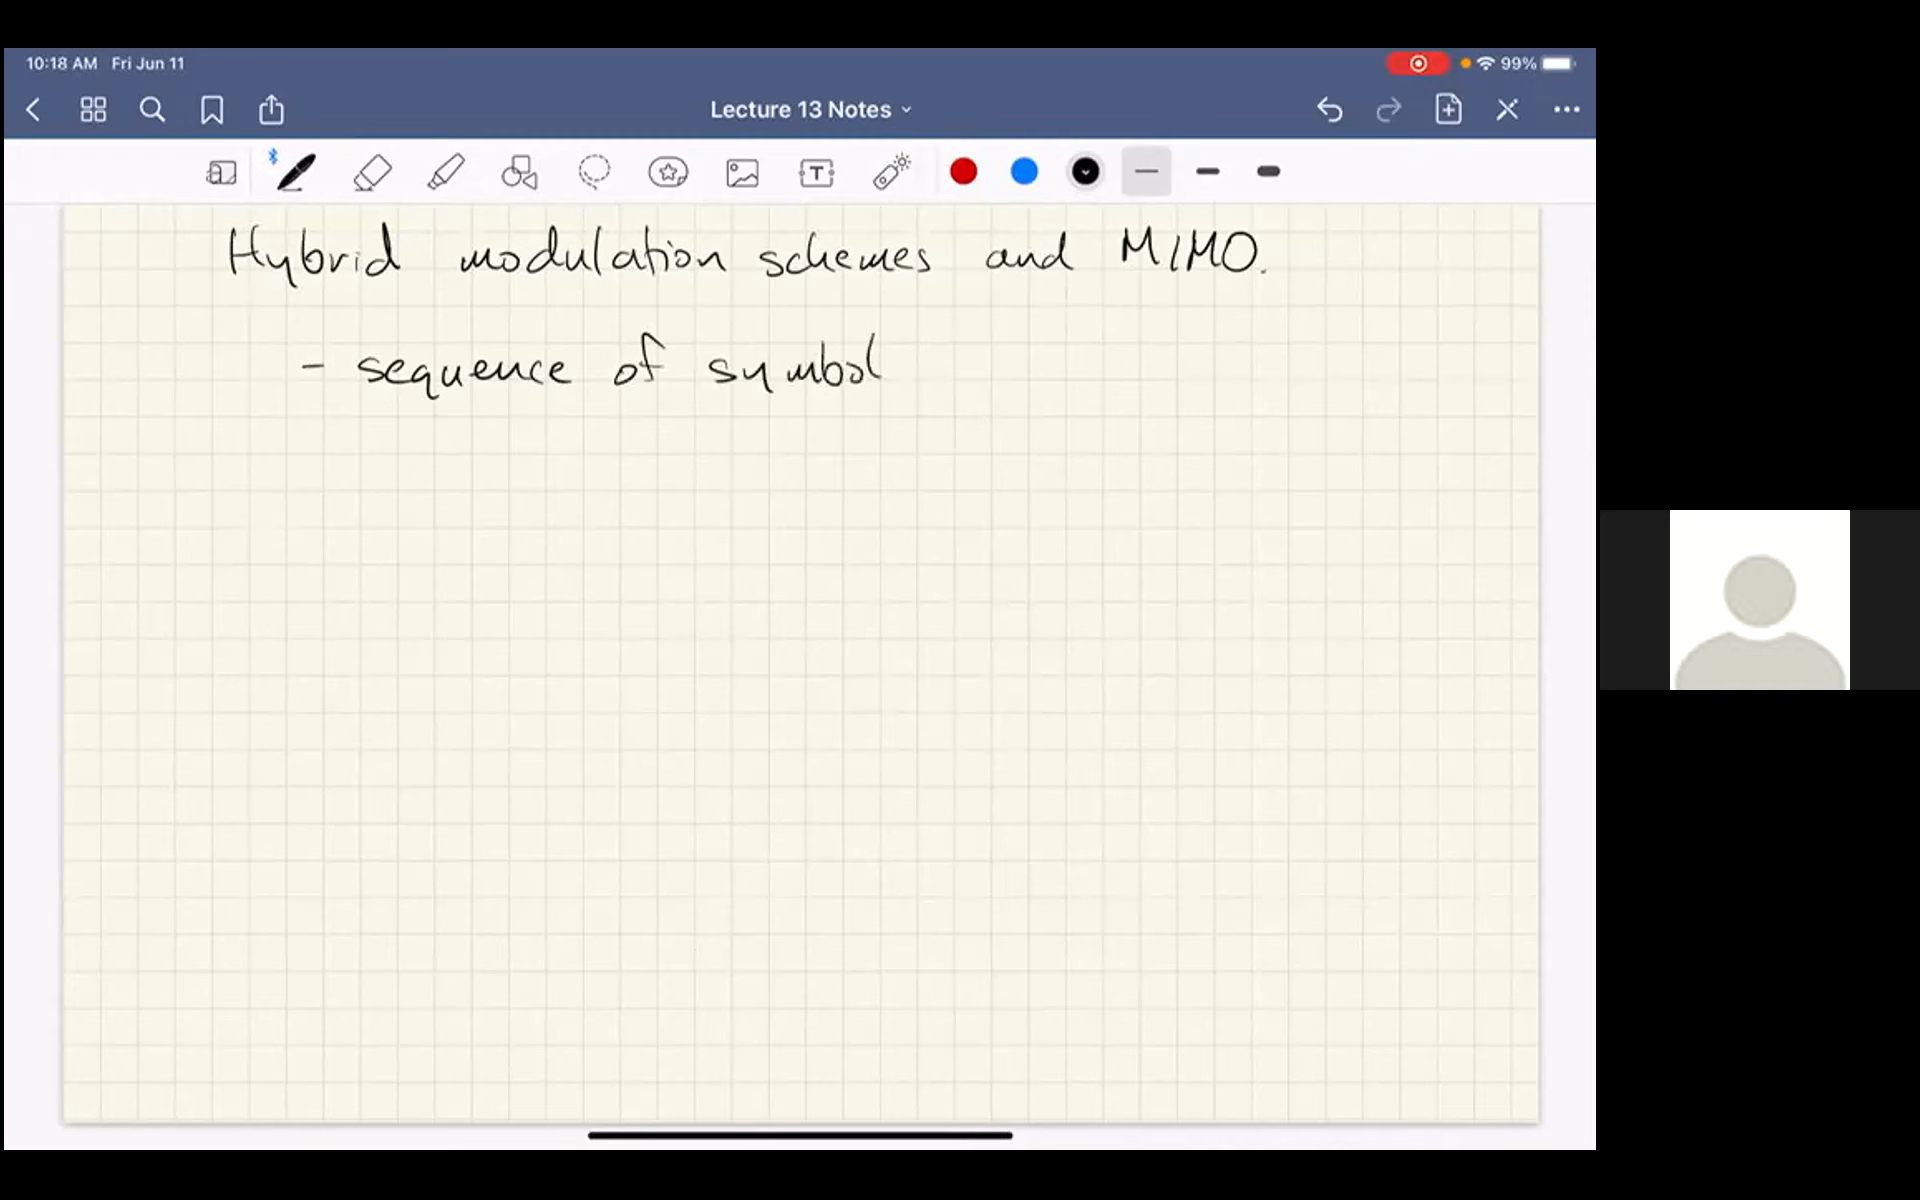 10:18 AM Fri Jun 11
99%
Lecture 13 Notes
T
Hybrid modulation schemes and MIMO.
- sequence of symbol